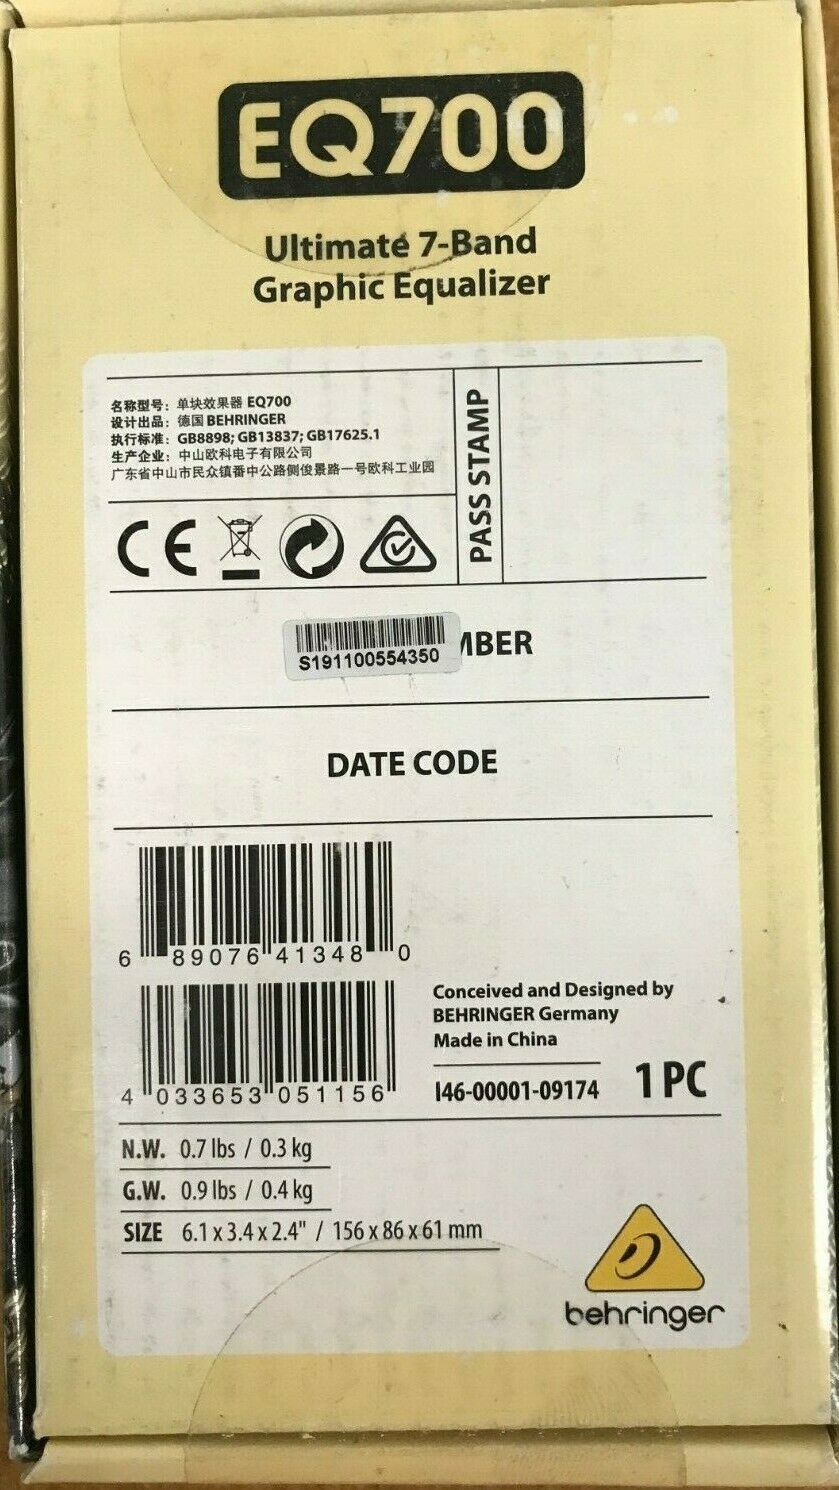 EQ700
Ultimate 7-Band
Graphic Equalizer
名称型号：单块效果器 EQ700
设计出品：德国 BEHRINGER
执行标准：GB8898; GB13837; GB17625.1
生产企业：中山欧科电子有限公司
广东省中山市民众镇番中公路侧俊景路一号欧科工业园
PASS STAMP
CE
S191100554350
MBER
DATE CODE
6 89076 41348 0
4 033653 051156
Conceived and Designed by
BEHRINGER Germany
Made in China
I46-00001-09174
1 PC
N.W. 0.7 lbs / 0.3 kg
G.W. 0.9 lbs / 0.4 kg
SIZE 6.1 x 3.4 x 2.4" / 156 x 86 x 61 mm
behringer